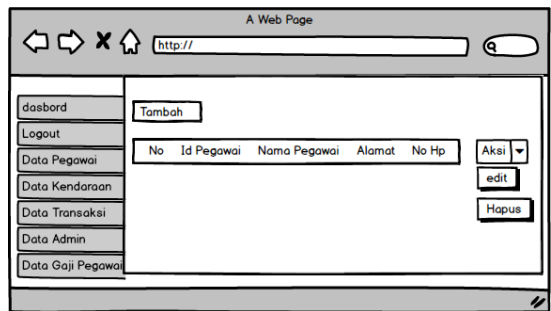 A Web Page
http://
dasbord
Logout
Data Pegawai
Data Kendaraan
Data Transaksi
Data Admin
Data Gaji Pegawai
Tambah
No Id Pegawai Nama Pegawai Alamat No Hp
Aksi
edit
Hapus